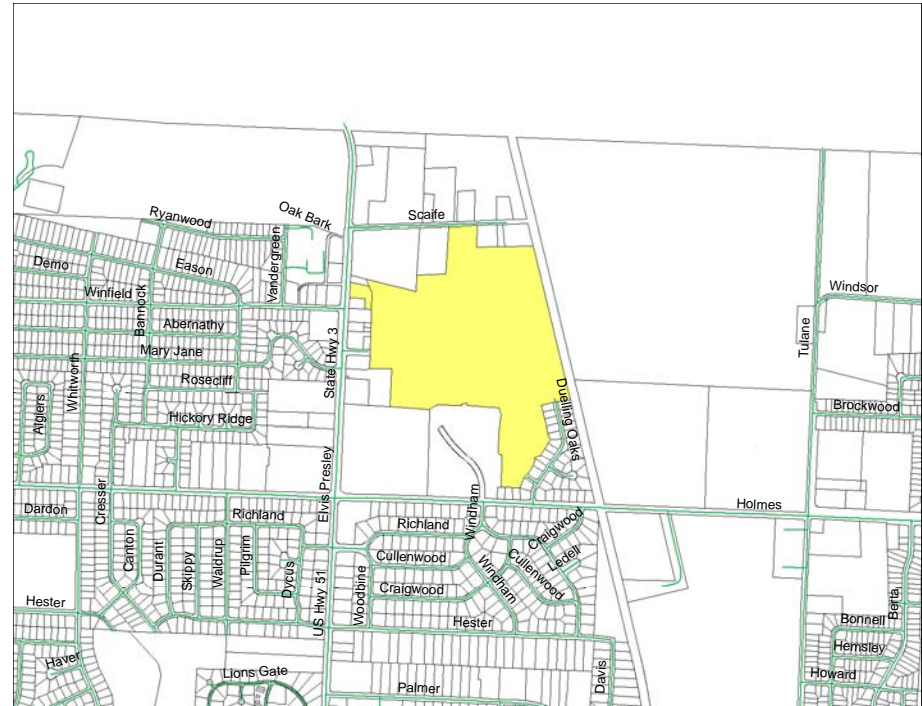 Ryanwood
Oak Bark
Scaife
Demo
Eason
Vandergreen
Winfield
Bannock
Abernathy
Mary Jane
Whitworth
Rosecliff
Algiers
Hickory Ridge
State Hwy 3
Windsor
Tulane
Duelling Oaks
Brockwood
Dardon
Cresser
Elvis Presley
Holmes
Richland
Canton
Durant
Skippy
Waldrup
Pilgrim
Dycus
US Hwy 51
Woodbine
Richland
Windham
Craigwood
Cullenwood
Windham
Cullenwood
Ledell
Craigwood
Hester
Hester
Haver
Lions Gate
Palmer
Davis
Bonnell
Berta
Hemsley
Howard